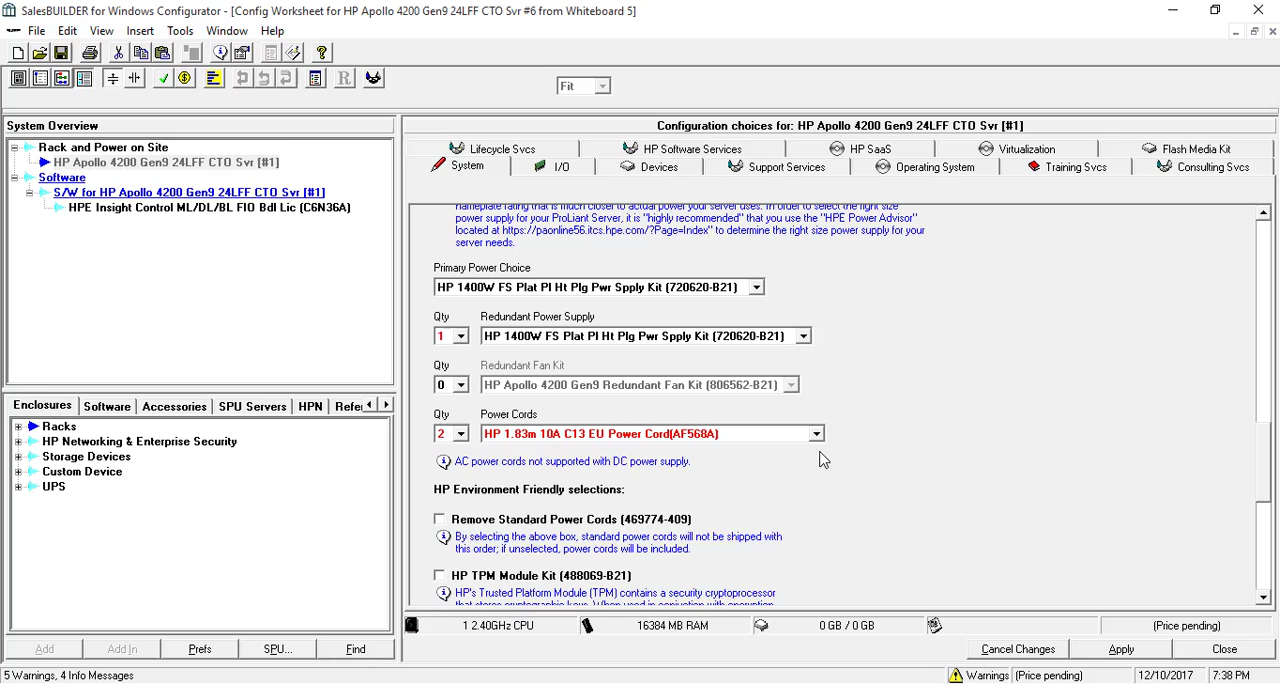 SalesBUILDER for Windows Configurator - [Config Worksheet for HP Apollo 4200 Gen9 24LFF CTO Svr #6 from Whiteboard 5]
File Edit View Insert Tools Window Help
Fit
System Overview
Rack and Power on Site
HP Apollo 4200 Gen9 24LFF CTO Svr [#1]
Software
S/W for HP Apollo 4200 Gen9 24LFF CTO Svr [#1]
HPE Insight Control ML/DL/BL FIO Bdl Lic (C6N36A)
Enclosures Software Accessories SPU Servers HPN Refe
Racks
HP Networking & Enterprise Security
Storage Devices
Custom Device
UPS
Add Add In Prefs SPU... Find
Configuration choices for: HP Apollo 4200 Gen9 24LFF CTO Svr [#1]
Lifecycle Svcs HP Software Services HP SaaS Virtualization Flash Media Kit
System I/O Devices Support Services Operating System Training Svcs Consulting Svcs
nameplate rating that is much closer to actual power your server uses. In order to select the right size
power supply for your ProLiant Server, it is "highly recommended" that you use the "HPE Power Advisor"
located at https://paonline56.itcs.hpe.com/?Page=Index" to determine the right size power supply for your
server needs.
Primary Power Choice
HP 1400W FS Plat Pl Ht Plg Pwr Spply Kit (720620-B21)
Qty Redundant Power Supply
1 HP 1400W FS Plat Pl Ht Plg Pwr Spply Kit (720620-B21)
Qty Redundant Fan Kit
0 HP Apollo 4200 Gen9 Redundant Fan Kit (806562-B21)
Qty Power Cords
2 HP 1.83m 10A C13 EU Power Cord(AF568A)
AC power cords not supported with DC power supply.
HP Environment Friendly selections:
Remove Standard Power Cords (469774-409)
By selecting the above box, standard power cords will not be shipped with
this order; if unselected, power cords will be included.
HP TPM Module Kit (488069-B21)
HP's Trusted Platform Module (TPM) contains a security cryptoprocessor
that stores cryptographic keys. When used in conjuction with encryption
1 2.40GHz CPU 16384 MB RAM 0 GB / 0 GB (Price pending)
Cancel Changes Apply Close
5 Warnings, 4 Info Messages Warnings (Price pending) 12/10/2017 7:38 PM